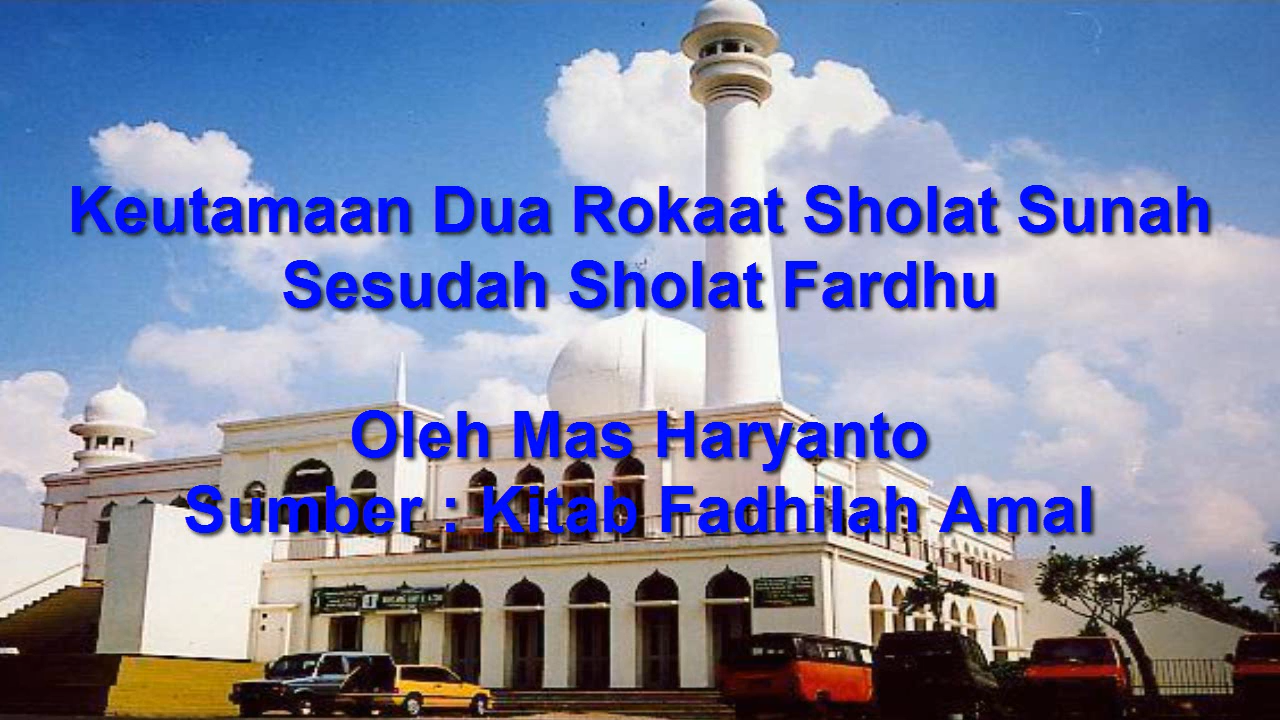 Keutamaan Dua Rokaat Sholat Sunah
Sesudah Sholat Fardhu
Oleh Mas Haryanto
Sumber : Kitab Fadhilah Amal